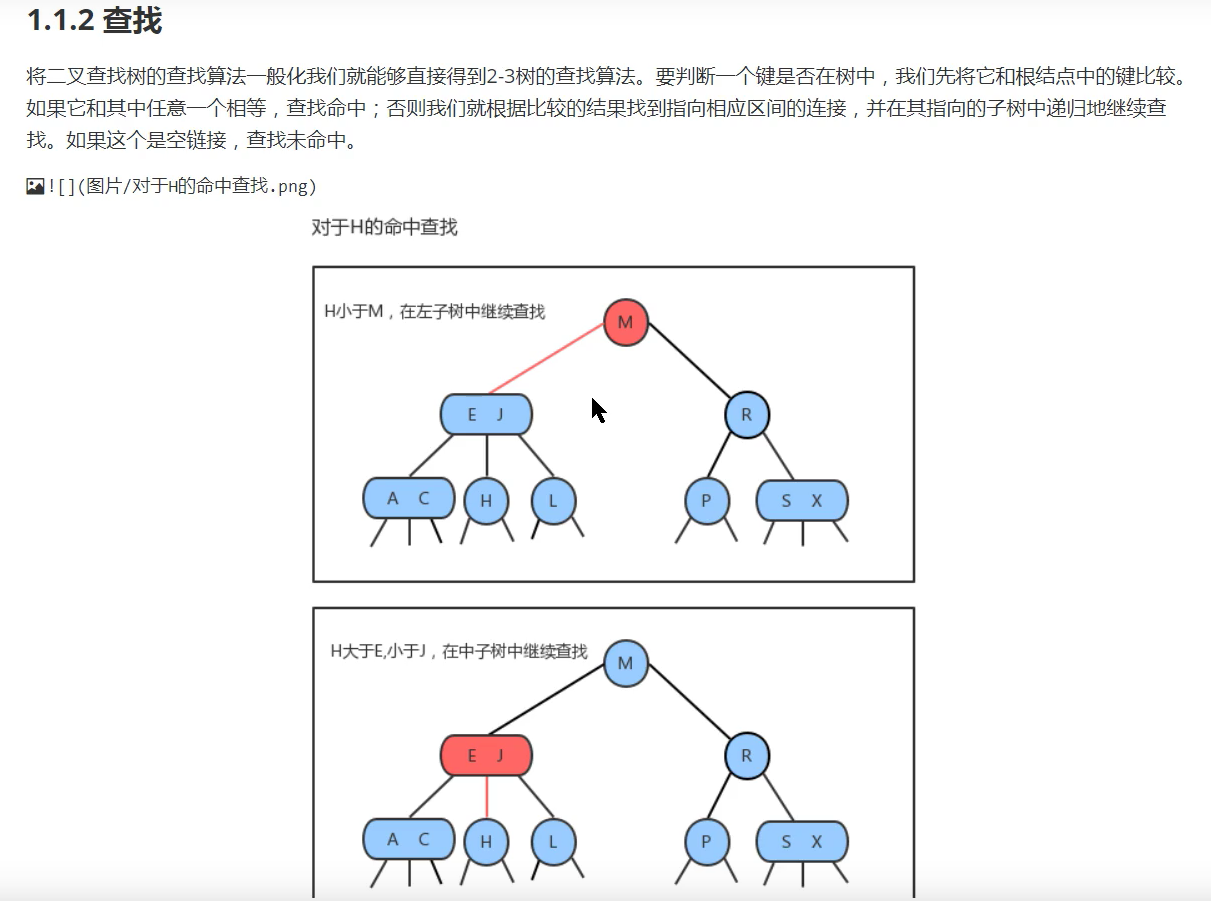 1.1.2 查找
将二叉查找树的查找算法一般化我们就能够直接得到2-3树的查找算法。要判断一个键是否在树中，我们先将它和根结点中的键比较。
如果它和其中任意一个相等，查找命中；否则我们就根据比较的结果找到指向相应区间的连接，并在其指向的子树中递归地继续查
找。如果这个是空链接，查找未命中。
![](图片/对于H的命中查找.png)
对于H的命中查找
H小于M，在左子树中继续查找
M
E J
R
A C
H
L
P
S X
H大于E,小于J，在中子树中继续查找
M
E J
R
A C
H
L
P
S X